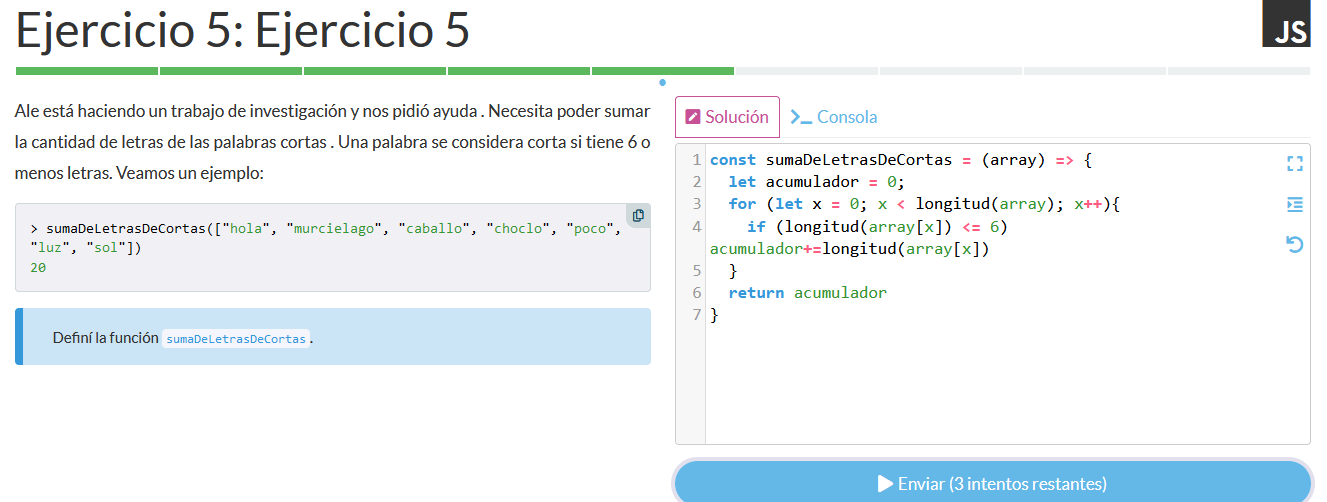 Ejercicio 5: Ejercicio 5
JS
Ale está haciendo un trabajo de investigación y nos pidió ayuda . Necesita poder sumar
la cantidad de letras de las palabras cortas . Una palabra se considera corta si tiene 6 o
menos letras. Veamos un ejemplo:
> sumaDeLetrasDeCortas(["hola", "murcielago", "caballo", "choclo", "poco",
"luz", "sol"])
20
Definí la función sumaDeLetrasDeCortas.
Solución
Consola
1 const sumaDeLetrasDeCortas = (array) => {
2 let acumulador = 0;
3 for (let x = 0; x < longitud(array); x++){
4 if (longitud(array[x]) <= 6)
acumulador+=longitud(array[x])
5 }
6 return acumulador
7 }
Enviar (3 intentos restantes)